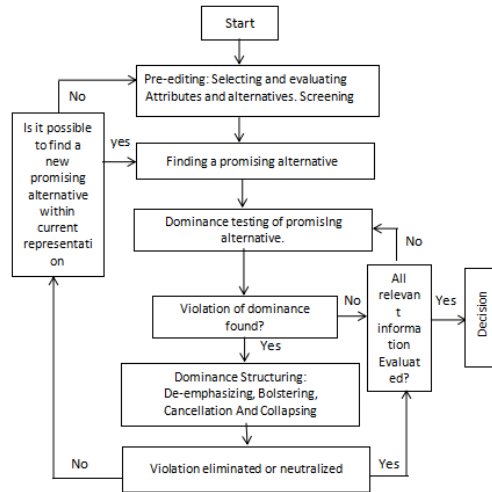 Start
Pre-editing: Selecting and evaluating
Attributes and alternatives. Screening
No
Is it possible
to find a
new
promising
alternative
within
current
representati
on
yes
Finding a promising alternative
Dominance testing of promising
alternative.
No
Violation of dominance
found?
No
All
relevan
t
informa
tion
Evaluat
ed?
Yes
Decision
Yes
Dominance Structuring:
De-emphasizing, Bolstering,
Cancellation And Collapsing
No
Violation eliminated or neutralized
Yes